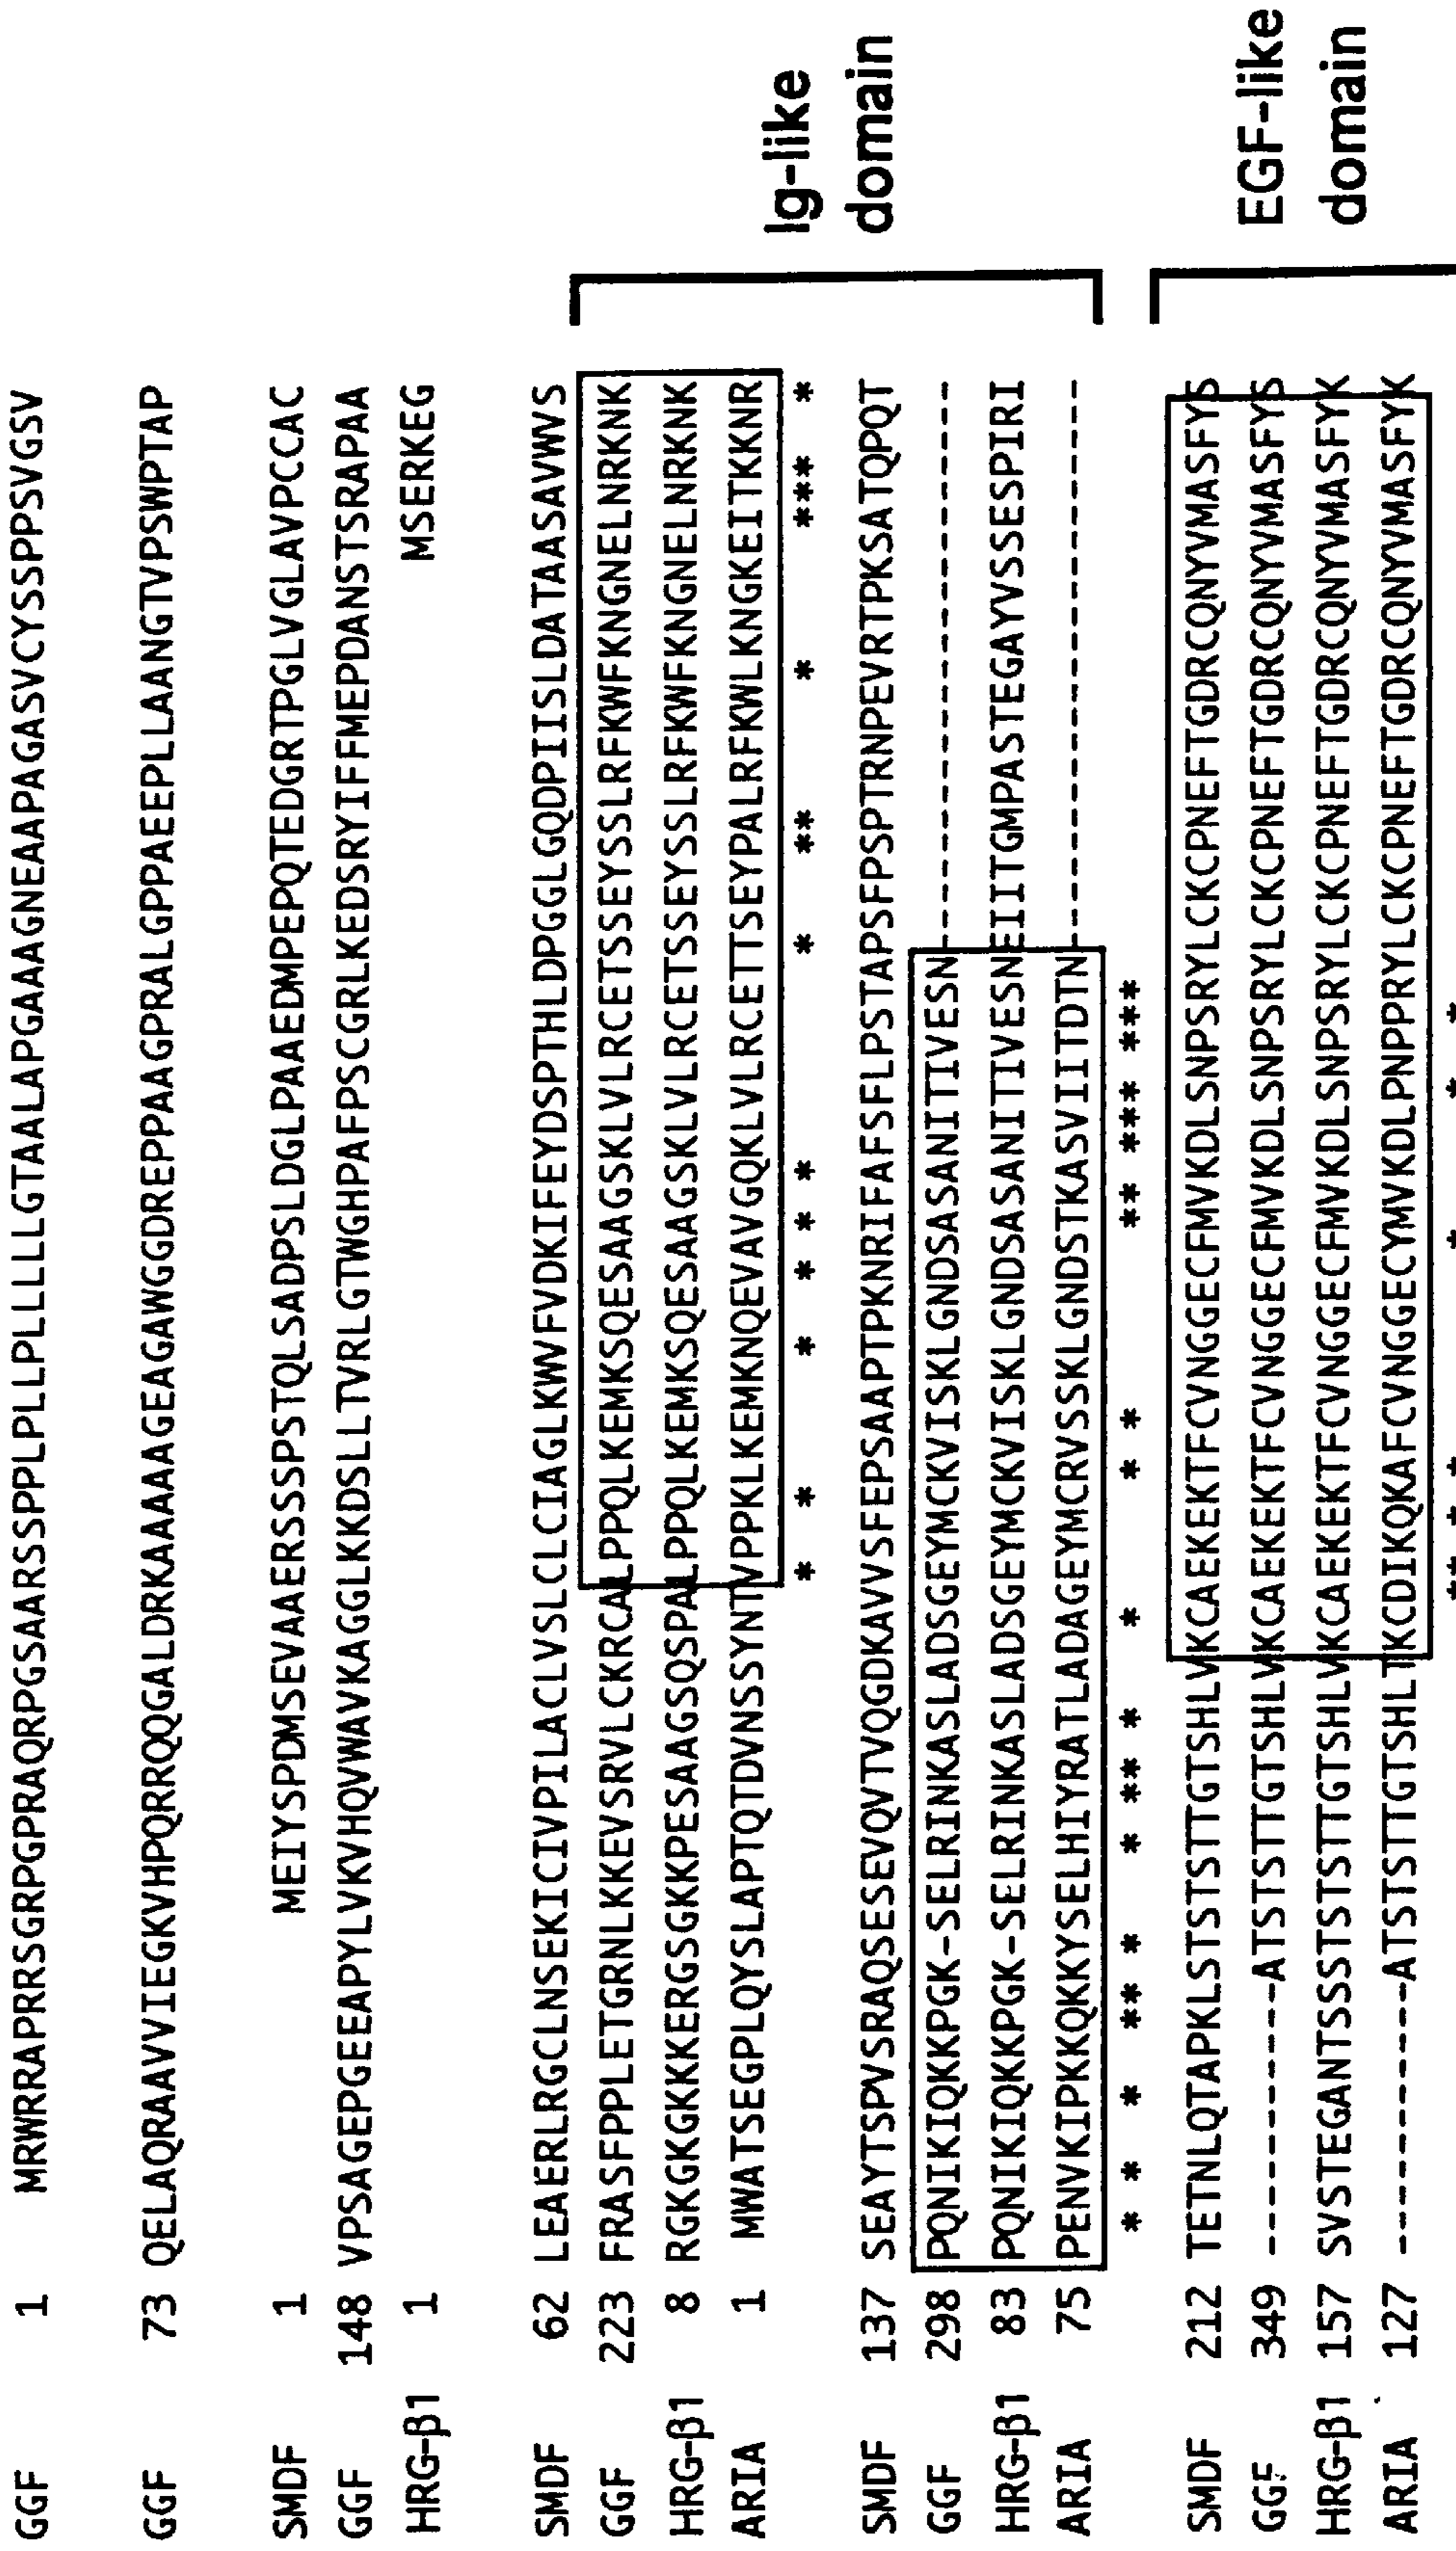 GGF 1 MRWRRAPRRSGRPGPRAQRPGSAARSSPPLPLLPLLLLLGTAALAPGAAAGNEAAPAGASVCYSSPPSVGSV
GGF 73 QELAQRAAVVIEGKVHPQRRQQGALDRKAAAAAGEAGAWGGDREPPAAGPRALGPPAEEPLLAANGTVPSWPTAP
SMDF 1 MEIYSPDMSEVAAERSSSPSTQLSADPSLDGLPAAEDMPEPQTEDGRTPGLVGLAVPCCAC
GGF 148 VPSAGEPGEEAPYLVKVHQVWAVKAGGLKKDSLLTVRLGTWGHPAFPSCGRLKEDSRYIFFMEPDANSTSRAPAA
HRG-β1 1 MSERKEG
SMDF 62 LEAERLRGCLNSEKICIVPILACLVSLCLCIAGLKWVFVDKIFEYDSPTHLDPGGLGQDPIISLDATAASAVWVS
GGF 223 FRASFPPLETGRNLKKEVSRVLCKRCALPPQLKEMKSQESAAGSKLVLRCETSSEYSSLRFKWFKNGNELNRKNK
HRG-β1 8 RGKGKGKKKERGSGKKPESAAGSQSPALPPQLKEMKSQESAAGSKLVLRCETSSEYSSLRFKWFKNGNELNRKNK
ARIA 1 MWATSEGPLQYSLAPTQTDVNSSYNTVPPKLKEMKNQEVAVGQKLVLRCETTSEYPALRFKWLKNGKEITKKNR
* * * * * * * ** * *** *
Ig-like
domain
SMDF 137 SEAYTSPVSRAQSESEVQVTVQGDKAVVSFEPSAAPTPKNRIFAFSFLPSTAPSFPSPTRNPEVRTPKSATQPQT
GGF 298 PQNIKIQKKPGK-SELRINKASLADSGEYMCKVISKLGNDSASANITIVESN-----------------------
HRG-β1 83 PQNIKIQKKPGK-SELRINKASLADSGEYMCKVISKLGNDSASANITIVESNEIITGMPASTEGAYVSSESPIRI
ARIA 75 PENVKIPKKQKKYSELHIYRATLADAGEYMCRVSSKLGNDSTKASVIITDTN-----------------------
* * * ** * * ** * * * * ** *** ***
SMDF 212 TETNLQTAPKLSTSTSTTGTSHLVKCAEKEKTFCVNGGECFMVKDLSNPSRYLCKCPNEFTGDRCQNYVMASFYS
GGF 349 -----------ATSTSTTGTSHLVKCAEKEKTFCVNGGECFMVKDLSNPSRYLCKCPNEFTGDRCQNYVMASFYS
HRG-β1 157 SVSTEGANTSSSTSTSTTGTSHLVKCAEKEKTFCVNGGECFMVKDLSNPSRYLCKCPNEFTGDRCQNYVMASFYK
ARIA 127 -----------ATSTSTTGTSHLTKCDIKQKAFCVNGGECYMVKDLPNPPRYLCKCPNEFTGDRCQNYVMASFYK
** * * * * *
EGF-like
domain